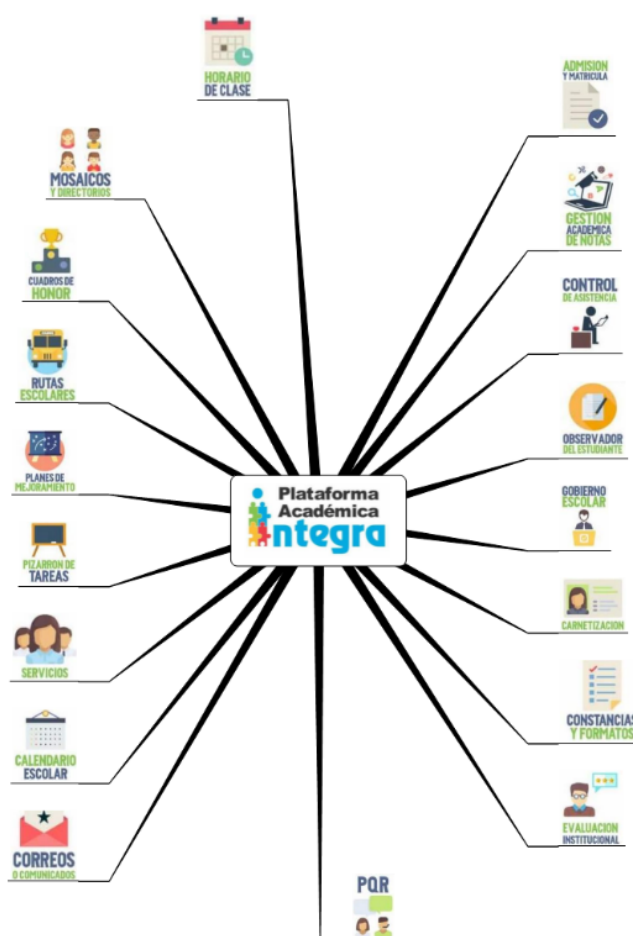 HORARIO
DE CLASE
ADMISION
Y MATRICULA
MOSAICOS
Y DIRECTORIOS
GESTION
ACADEMICA
DE NOTAS
CUADROS DE
HONOR
CONTROL
DE ASISTENCIA
RUTAS
ESCOLARES
OBSERVADOR
DEL ESTUDIANTE
PLANES DE
MEJORAMIENTO
Plataforma
Académica
integra
GOBIERNO
ESCOLAR
PIZARRON DE
TAREAS
CARNETIZACION
SERVICIOS
CONSTANCIAS
Y FORMATOS
CALENDARIO
ESCOLAR
EVALUACION
INSTITUCIONAL
CORREOS
O COMUNICADOS
PQR